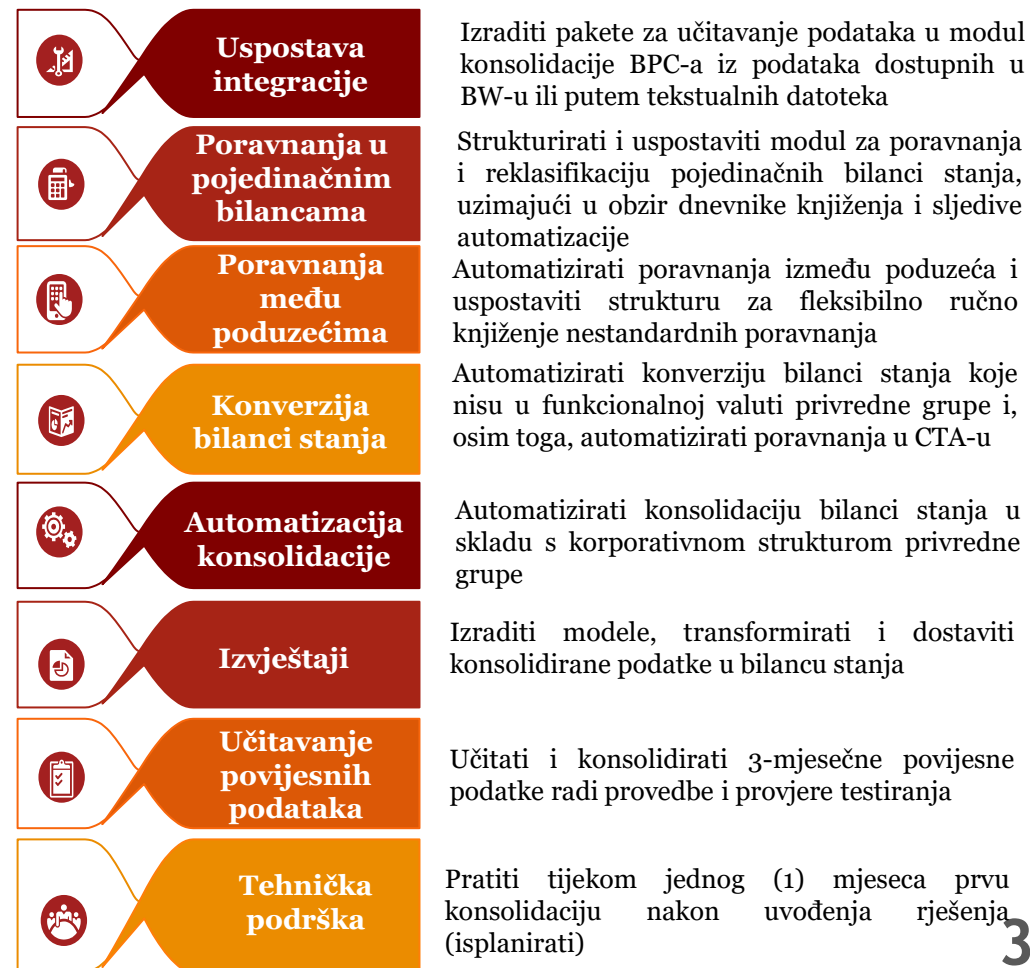 Uspostava
integracije
Izraditi pakete za učitavanje podataka u modul
konsolidacije BPC-a iz podataka dostupnih u
BW-u ili putem tekstualnih datoteka
Poravnanja u
pojedinačnim
bilancama
Strukturirati i uspostaviti modul za poravnanja
i reklasifikaciju pojedinačnih bilanci stanja,
uzimajući u obzir dnevnike knjiženja i sljedive
automatizacije
Poravnanja
među
poduzećima
Automatizirati poravnanja između poduzeća i
uspostaviti strukturu za fleksibilno ručno
knjiženje nestandardnih poravnanja
Konverzija
bilanci stanja
Automatizirati konverziju bilanci stanja koje
nisu u funkcionalnoj valuti privredne grupe i,
osim toga, automatizirati poravnanja u CTA-u
Automatizacija
konsolidacije
Automatizirati konsolidaciju bilanci stanja u
skladu s korporativnom strukturom privredne
grupe
Izvještaji
Izraditi modele, transformirati i dostaviti
konsolidirane podatke u bilancu stanja
Učitavanje
povijesnih
podataka
Učitati i konsolidirati 3-mjesečne povijesne
podatke radi provedbe i provjere testiranja
Tehnička
podrška
Pratiti tijekom jednog (1) mjeseca prvu
konsolidaciju nakon uvođenja rješenja
(isplanirati)
3